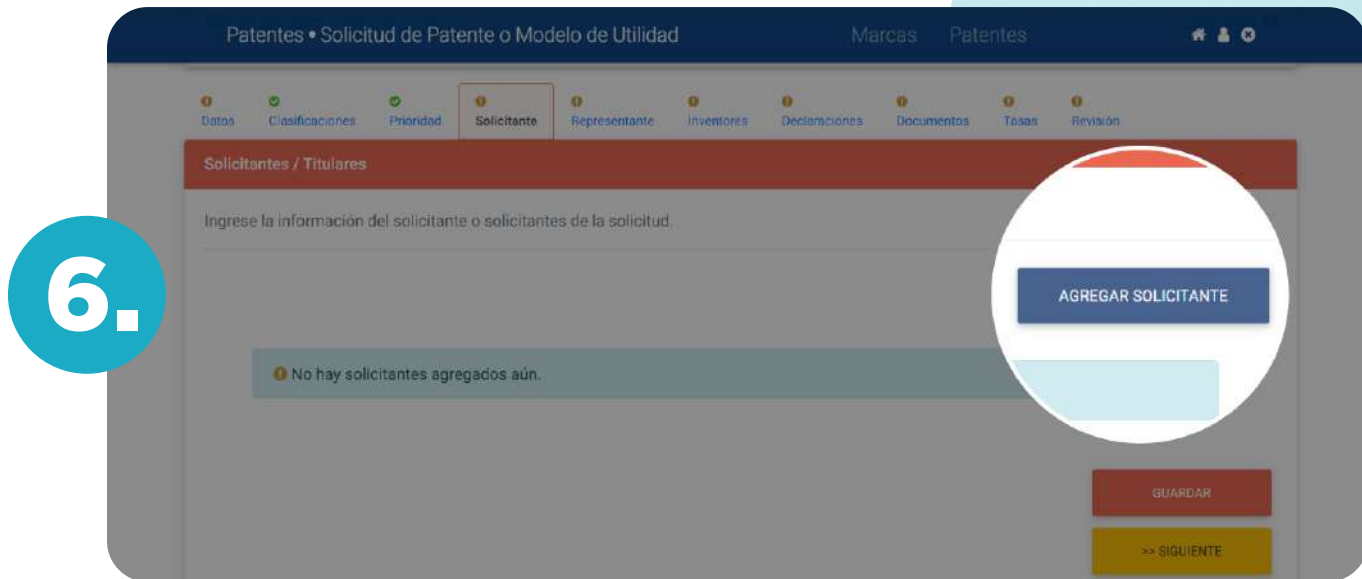 Patentes • Solicitud de Patente o Modelo de Utilidad
Marcas Patentes
Datos Clasificaciones Prioridad Solicitante Representante Inventores Declaraciones Documentos Tasas Revisión
Solicitantes / Titulares
Ingrese la información del solicitante o solicitantes de la solicitud.
6.
AGREGAR SOLICITANTE
No hay solicitantes agregados aún.
GUARDAR
>> SIGUIENTE